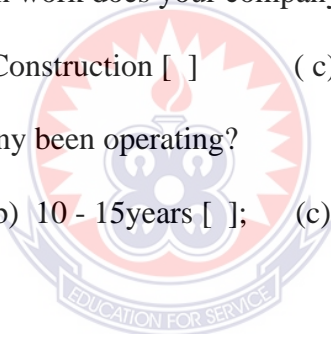 work does your company
Construction [ ] ( c)
ny been operating?
b) 10 - 15years [ ]; (c)
EDUCATION FOR SERVICE